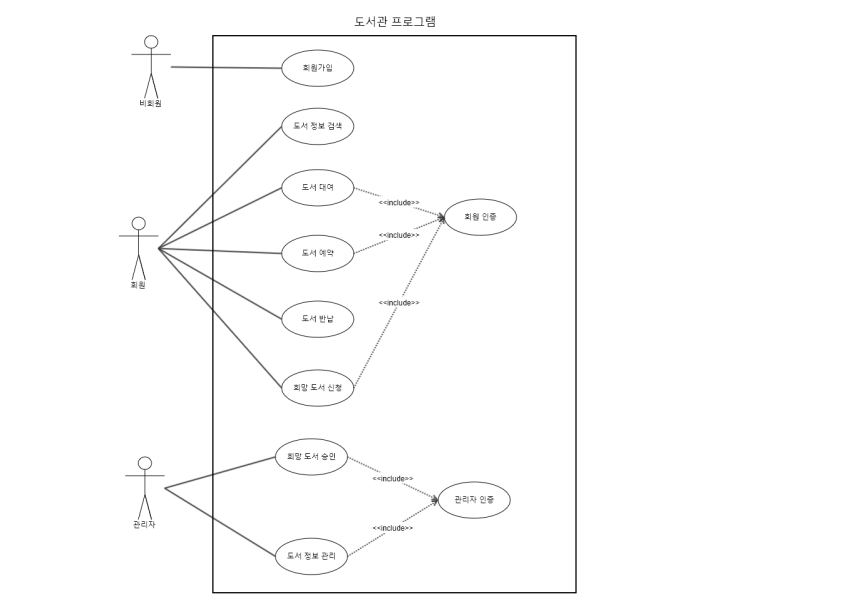 도서관 프로그램
비회원
회원가입
도서 정보 검색
도서 대여
<<include>>
회원 인증
<<include>>
도서 예약
회원
<<include>>
도서 반납
희망 도서 신청
희망 도서 승인
<<include>>
관리자 인증
관리자
<<include>>
도서 정보 관리